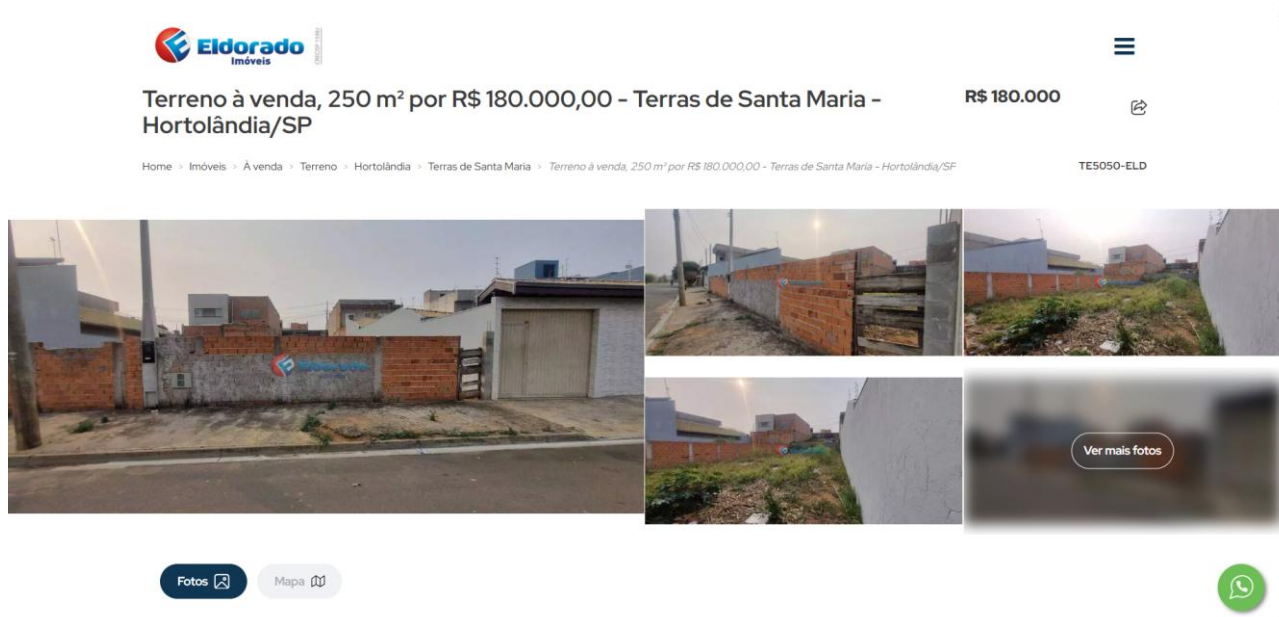 Eldorado
Imóveis
Terreno à venda, 250 m² por R$ 180.000,00 - Terras de Santa Maria -
Hortolândia/SP
R$ 180.000
Home > Imóveis > À venda > Terreno > Hortolândia > Terras de Santa Maria > Terreno à venda, 250 m² por R$ 180.000,00 - Terras de Santa Maria - Hortolândia/SP
TE5050-ELD
Eldorado
Ver mais fotos
Fotos
Mapa